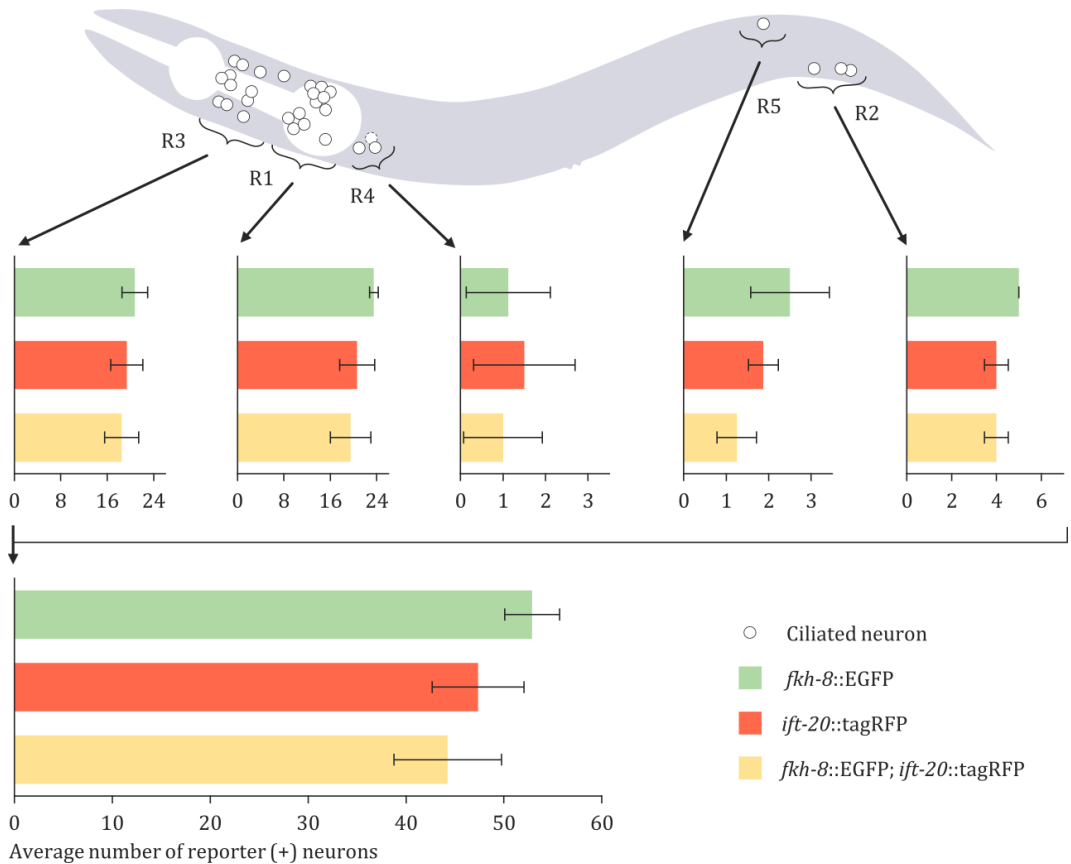 R3
R1
R4
R5
R2
0 8 16 24
0 8 16 24
0 1 2 3
0 1 2 3
0 2 4 6
Ciliated neuron
fkh-8::EGFP
ift-20::tagRFP
fkh-8::EGFP; ift-20::tagRFP
0 10 20 30 40 50 60
Average number of reporter (+) neurons